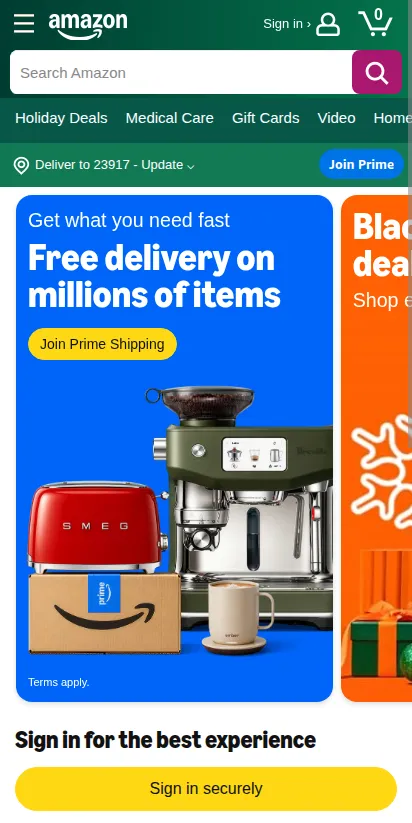 amazon
Sign in ›
0
Search Amazon
Holiday Deals
Medical Care
Gift Cards
Video
Home
Deliver to 23917 - Update
Join Prime
Get what you need fast
Free delivery on
millions of items
Join Prime Shipping
SMEG
prime
Terms apply.
Shop
Sign in for the best experience
Sign in securely